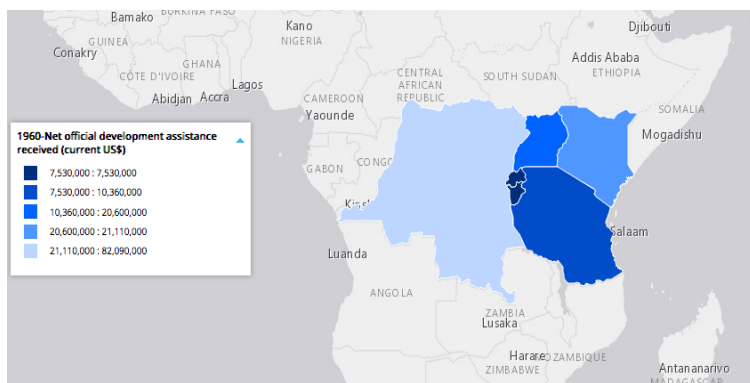 BURKINA FASO
Bamako
Kano
Djibouti
GUINEA
NIGERIA
Conakry
Addis Ababa
GHANA
ETHIOPIA
CÔTE D'IVOIRE
Lagos
CENTRAL
AFRICAN
REPUBLIC
SOUTH SUDAN
Abidjan
Accra
CAMEROON
Yaounde
SOMALIA
Mogadishu
1960-Net official development assistance
received (current US$)
7,530,000 : 7,530,000
7,530,000 : 10,360,000
10,360,000 : 20,600,000
20,600,000 : 21,110,000
21,110,000 : 82,090,000
GABON
CONG
Kinsh
Salaam
Luanda
ANGOLA
ZAMBIA
Lusaka
Harare
MOZAMBIQUE
ZIMBABWE
Antananarivo
MADAGASCAR